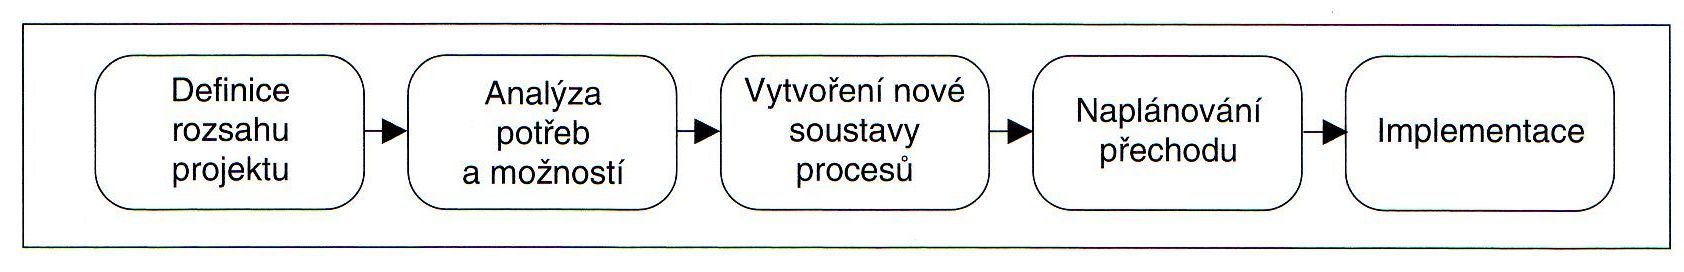 Definice
rozsahu
projektu
Analýza
potřeb
a možností
Vytvoření nové
soustavy
procesů
Naplánování
přechodu
Implementace